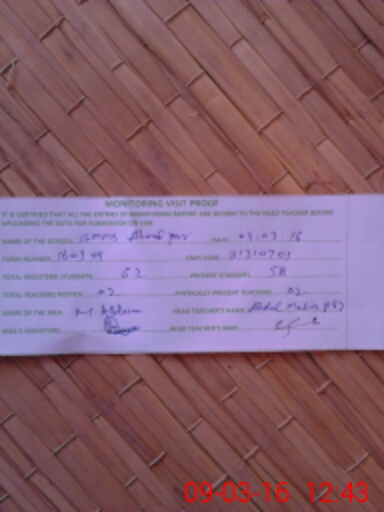 MONITORING VISIT PROOF
IT IS CERTIFIED THAT ALL THE ENTRIES OF MONITORING REPORT ARE SHOWN TO THE HEAD TEACHER BEFORE
UPLOADING THE DATA FOR SUBMISSION ON LINE
NAME OF THE SCHOOL DATE 09.03.16
FORM NUMBER EMIS CODE 31310701
TOTAL REGISTERED STUDENTS 62 PRESENT STUDENTS 58
TOTAL TEACHERS POSTED 02 PHYSICALLY PRESENT TEACHERS 02
NAME OF THE MEA HEAD TEACHER'S NAME Abdul
MEA'S SIGNATURE HEAD TEACHER'S SIGN
09-03-16 12:43